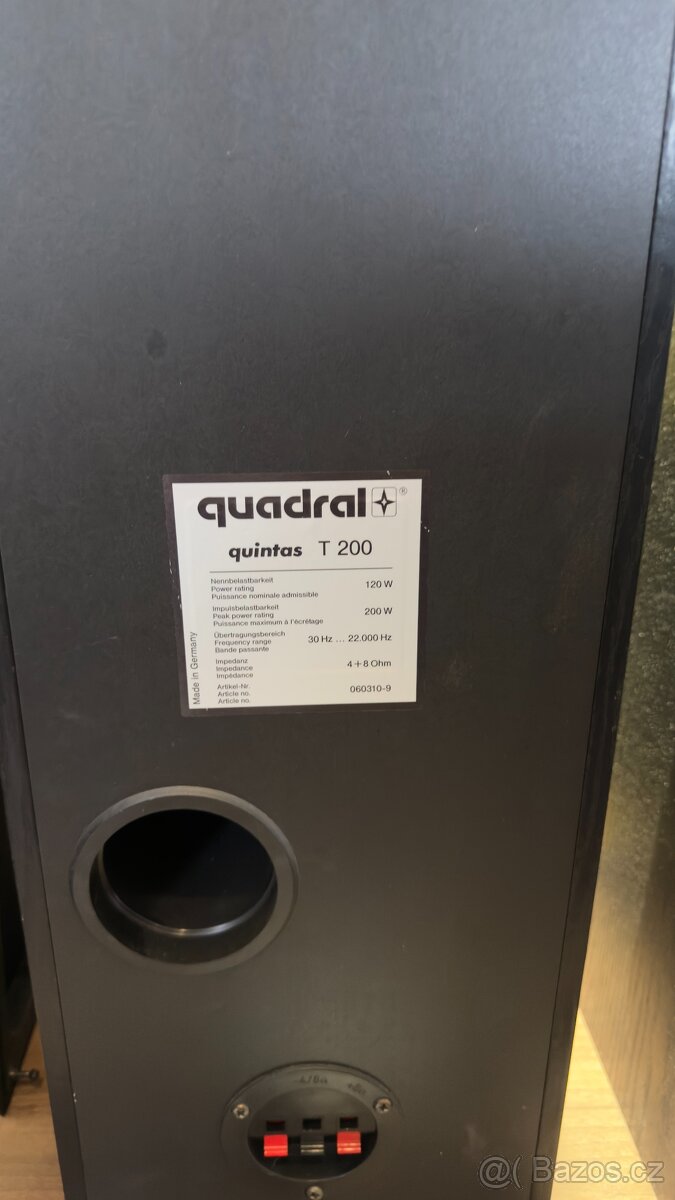 quadral ®
quintas T 200
Nennbelastbarkeit
Power rating 120 W
Puissance nominale admissible
Impulsbelastbarkeit
Peak power rating 200 W
Puissance maximum à l'écrêtage
Übertragungsbereich
Frequency range 30 Hz ... 22.000 Hz
Bande passante
Impedanz
Impedance 4+8 Ohm
Impédance
Artikel-Nr.
Article no. 060310-9
Article no.
Made in Germany
Bazos.cz